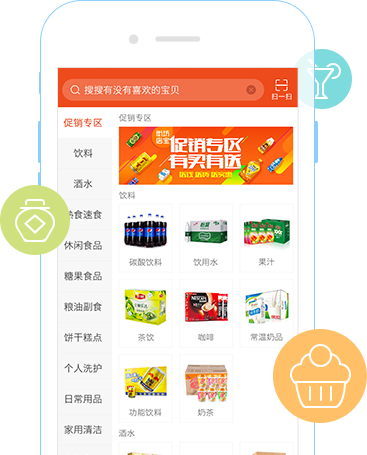 搜搜有没有喜欢的宝贝
扫一扫
促销专区
饮料
酒水
热食速食
休闲食品
糖果食品
粮油副食
饼干糕点
个人洗护
日常用品
家用清洁
促销专区
促销专区
有买有送
饮料
碳酸饮料
饮用水
果汁
茶饮
咖啡
常温奶品
功能饮料
奶茶
酒水